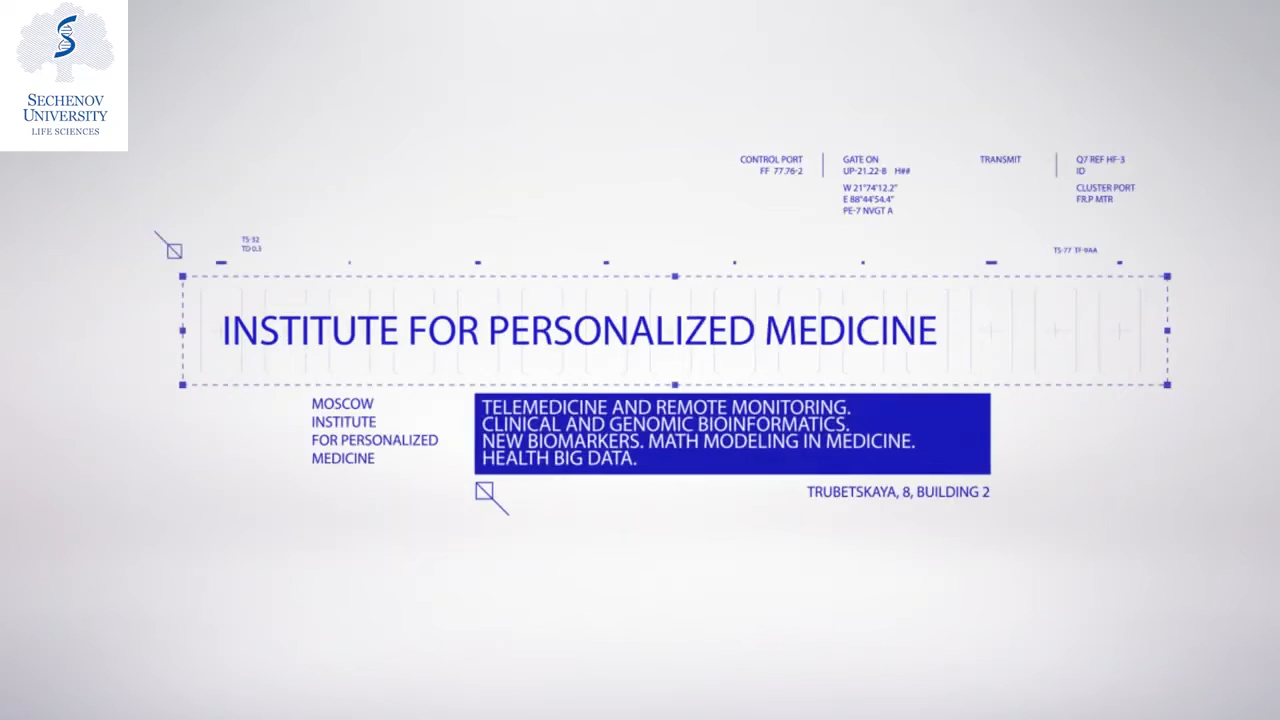 SECHENOV
UNIVERSITY
LIFE SCIENCES
CONTROL PORT
FF 77.76-2
GATE ON
UP-21.22-8 H##
W 21°74'12.2"
E 88°44'54.4"
PE-7 NVGT A
TRANSMIT
Q7 REF HF-3
ID
CLUSTER PORT
FR.P MTR
TS-32
TD 0.3
TS-77 TF-9AA
INSTITUTE FOR PERSONALIZED MEDICINE
MOSCOW
INSTITUTE
FOR PERSONALIZED
MEDICINE
TELEMEDICINE AND REMOTE MONITORING.
CLINICAL AND GENOMIC BIOINFORMATICS.
NEW BIOMARKERS. MATH MODELING IN MEDICINE.
HEALTH BIG DATA.
TRUBETSKAYA, 8, BUILDING 2